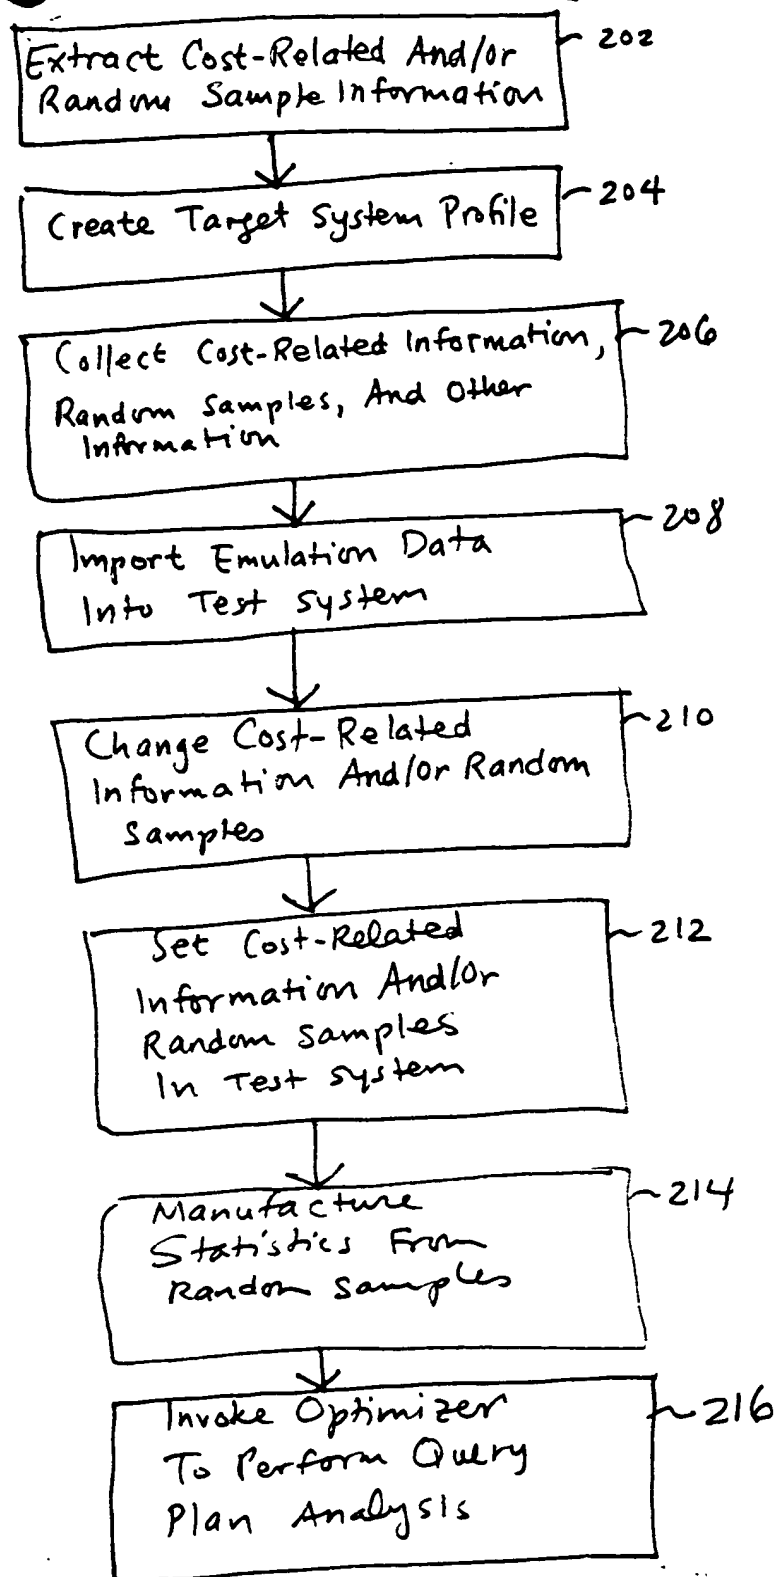 Extract Cost-Related And/or 202
Random Sample Information
Create Target System Profile 204
Collect Cost-Related Information, 206
Random Samples, And Other
Information
Import Emulation Data 208
Into Test System
Change Cost-Related 210
Information And/or Random
Samples
Set Cost-Related 212
Information And/or
Random Samples
In Test System
Manufacture 214
Statistics From
Random Samples
Invoke Optimizer 216
To Perform Query
Plan Analysis